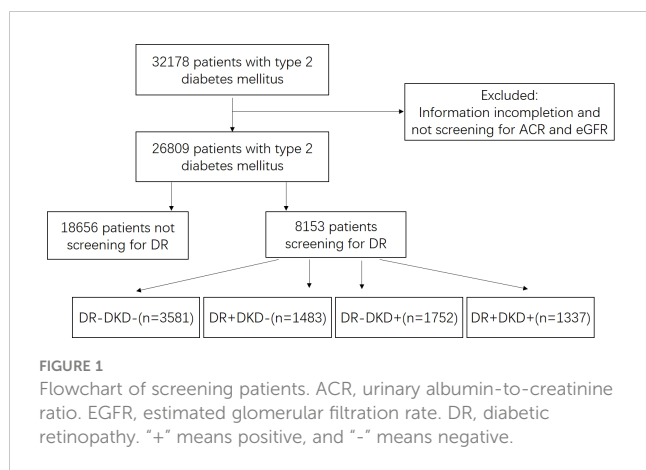 32178 patients with type 2
diabetes mellitus
Excluded:
Information incompletion and
not screening for ACR and eGFR
26809 patients with type 2
diabetes mellitus
18656 patients not
screening for DR
8153 patients
screening for DR
DR-DKD-(n=3581)
DR+DKD-(n=1483)
DR-DKD+(n=1752)
DR+DKD+(n=1337)
FIGURE 1
Flowchart of screening patients. ACR, urinary albumin-to-creatinine
ratio. EGFR, estimated glomerular filtration rate. DR, diabetic
retinopathy. “+” means positive, and “-” means negative.